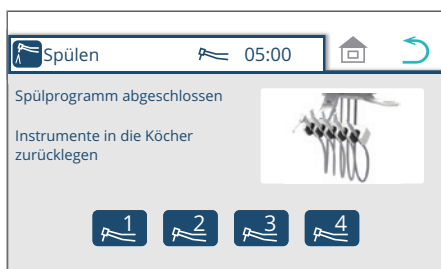 Spülen 05:00
Spülprogramm abgeschlossen
Instrumente in die Köcher
zurücklegen
1 2 3 4